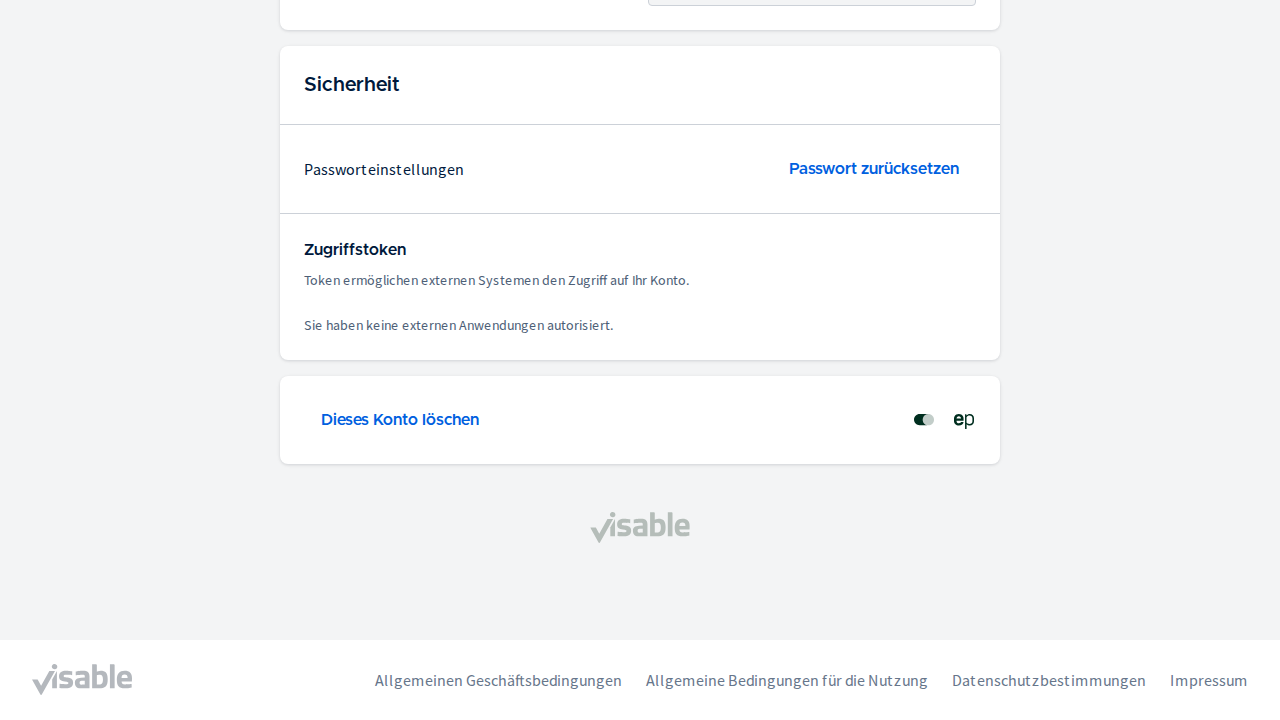 Sicherheit
Passworteinstellungen
Passwort zurücksetzen
Zugriffstoken
Token ermöglichen externen Systemen den Zugriff auf Ihr Konto.
Sie haben keine externen Anwendungen autorisiert.
Dieses Konto löschen
ep
visable
visable
Allgemeinen Geschäftsbedingungen
Allgemeine Bedingungen für die Nutzung
Datenschutzbestimmungen
Impressum